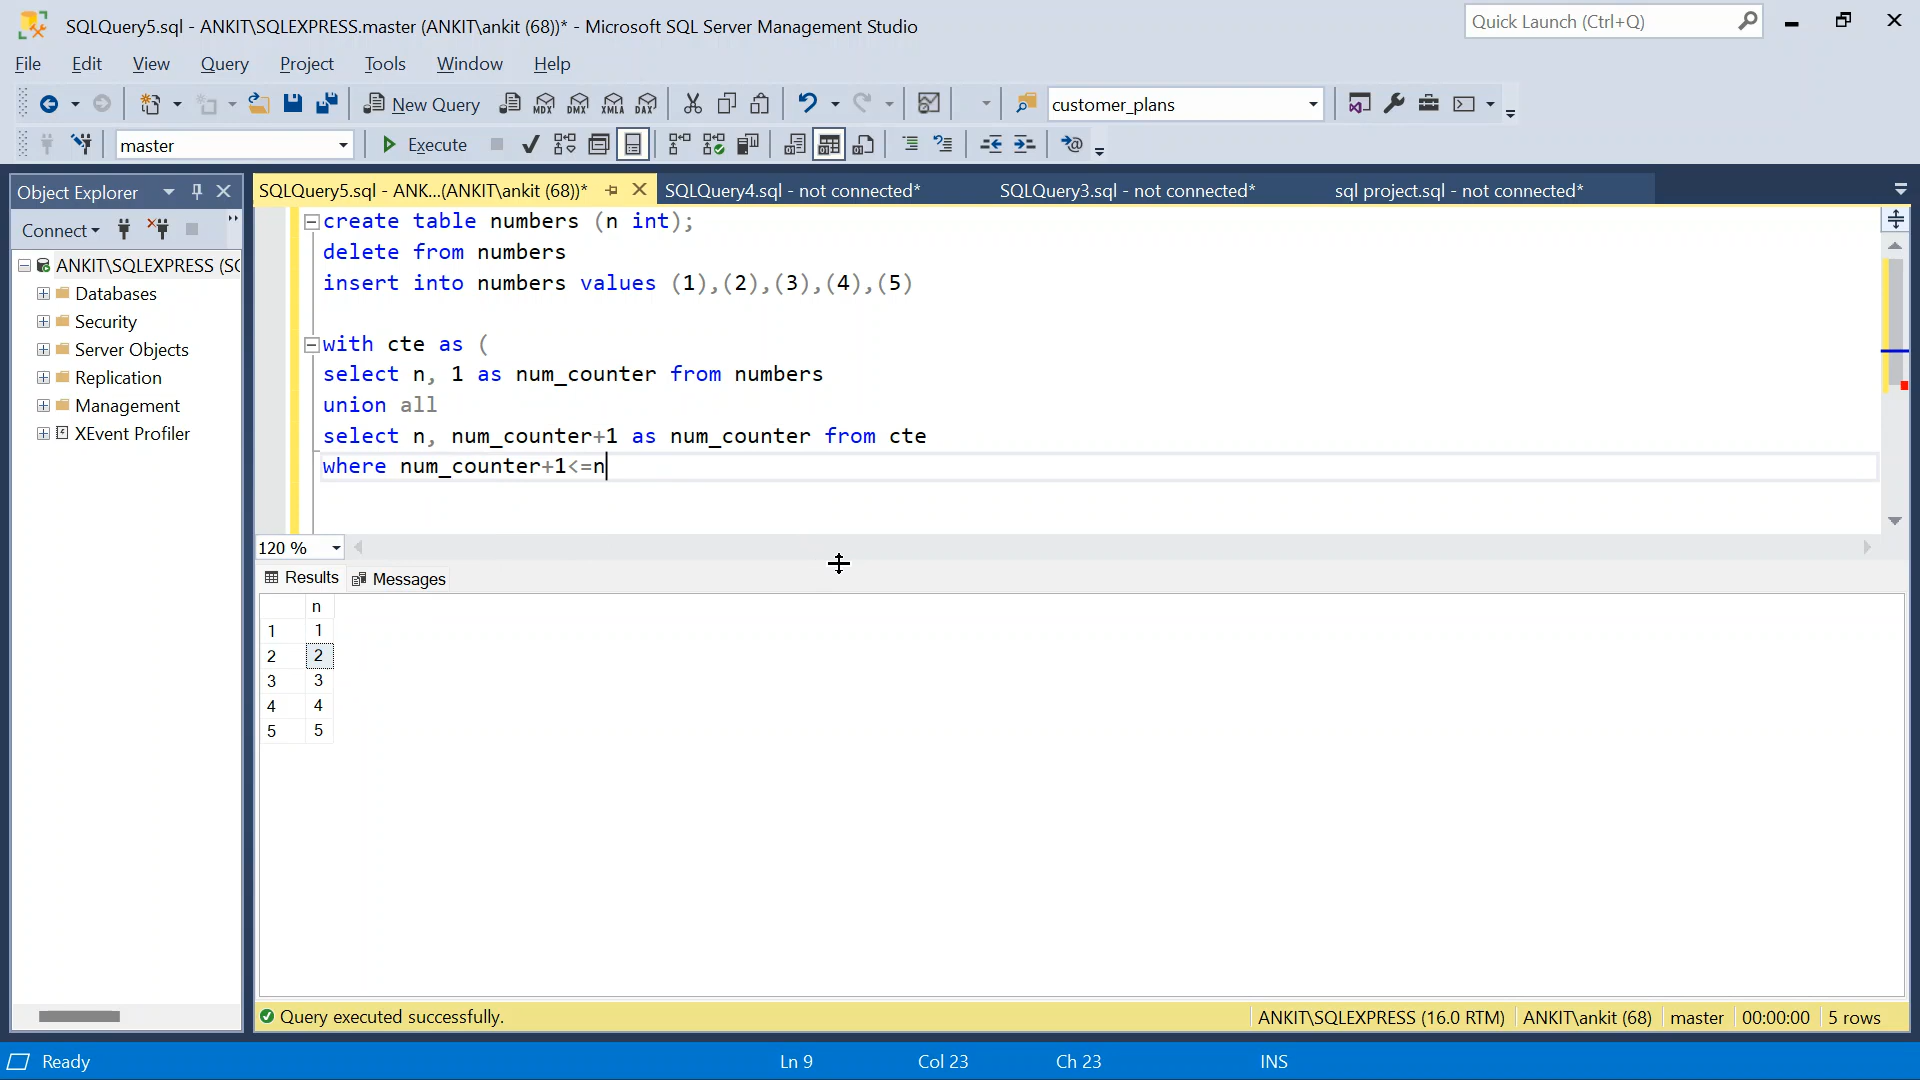 SQLQuery5.sql - ANKIT\SQLEXPRESS.master (ANKIT\ankit (68))* - Microsoft SQL Server Management Studio
Quick Launch (Ctrl+Q)
File Edit View Query Project Tools Window Help
New Query MDX DMX XMLA DAX customer_plans
master Execute
Object Explorer
SQLQuery5.sql - ANK...(ANKIT\ankit (68))* SQLQuery4.sql - not connected* SQLQuery3.sql - not connected* sql project.sql - not connected*
Connect
ANKIT\SQLEXPRESS (SQ
Databases
Security
Server Objects
Replication
Management
XEvent Profiler
create table numbers (n int);
delete from numbers
insert into numbers values (1),(2),(3),(4),(5)
with cte as (
select n, 1 as num_counter from numbers
union all
select n, num_counter+1 as num_counter from cte
where num_counter+1<=n
120 %
Results Messages
n
1 1
2 2
3 3
4 4
5 5
Query executed successfully. ANKIT\SQLEXPRESS (16.0 RTM) ANKIT\ankit (68) master 00:00:00 5 rows
Ready Ln 9 Col 23 Ch 23 INS